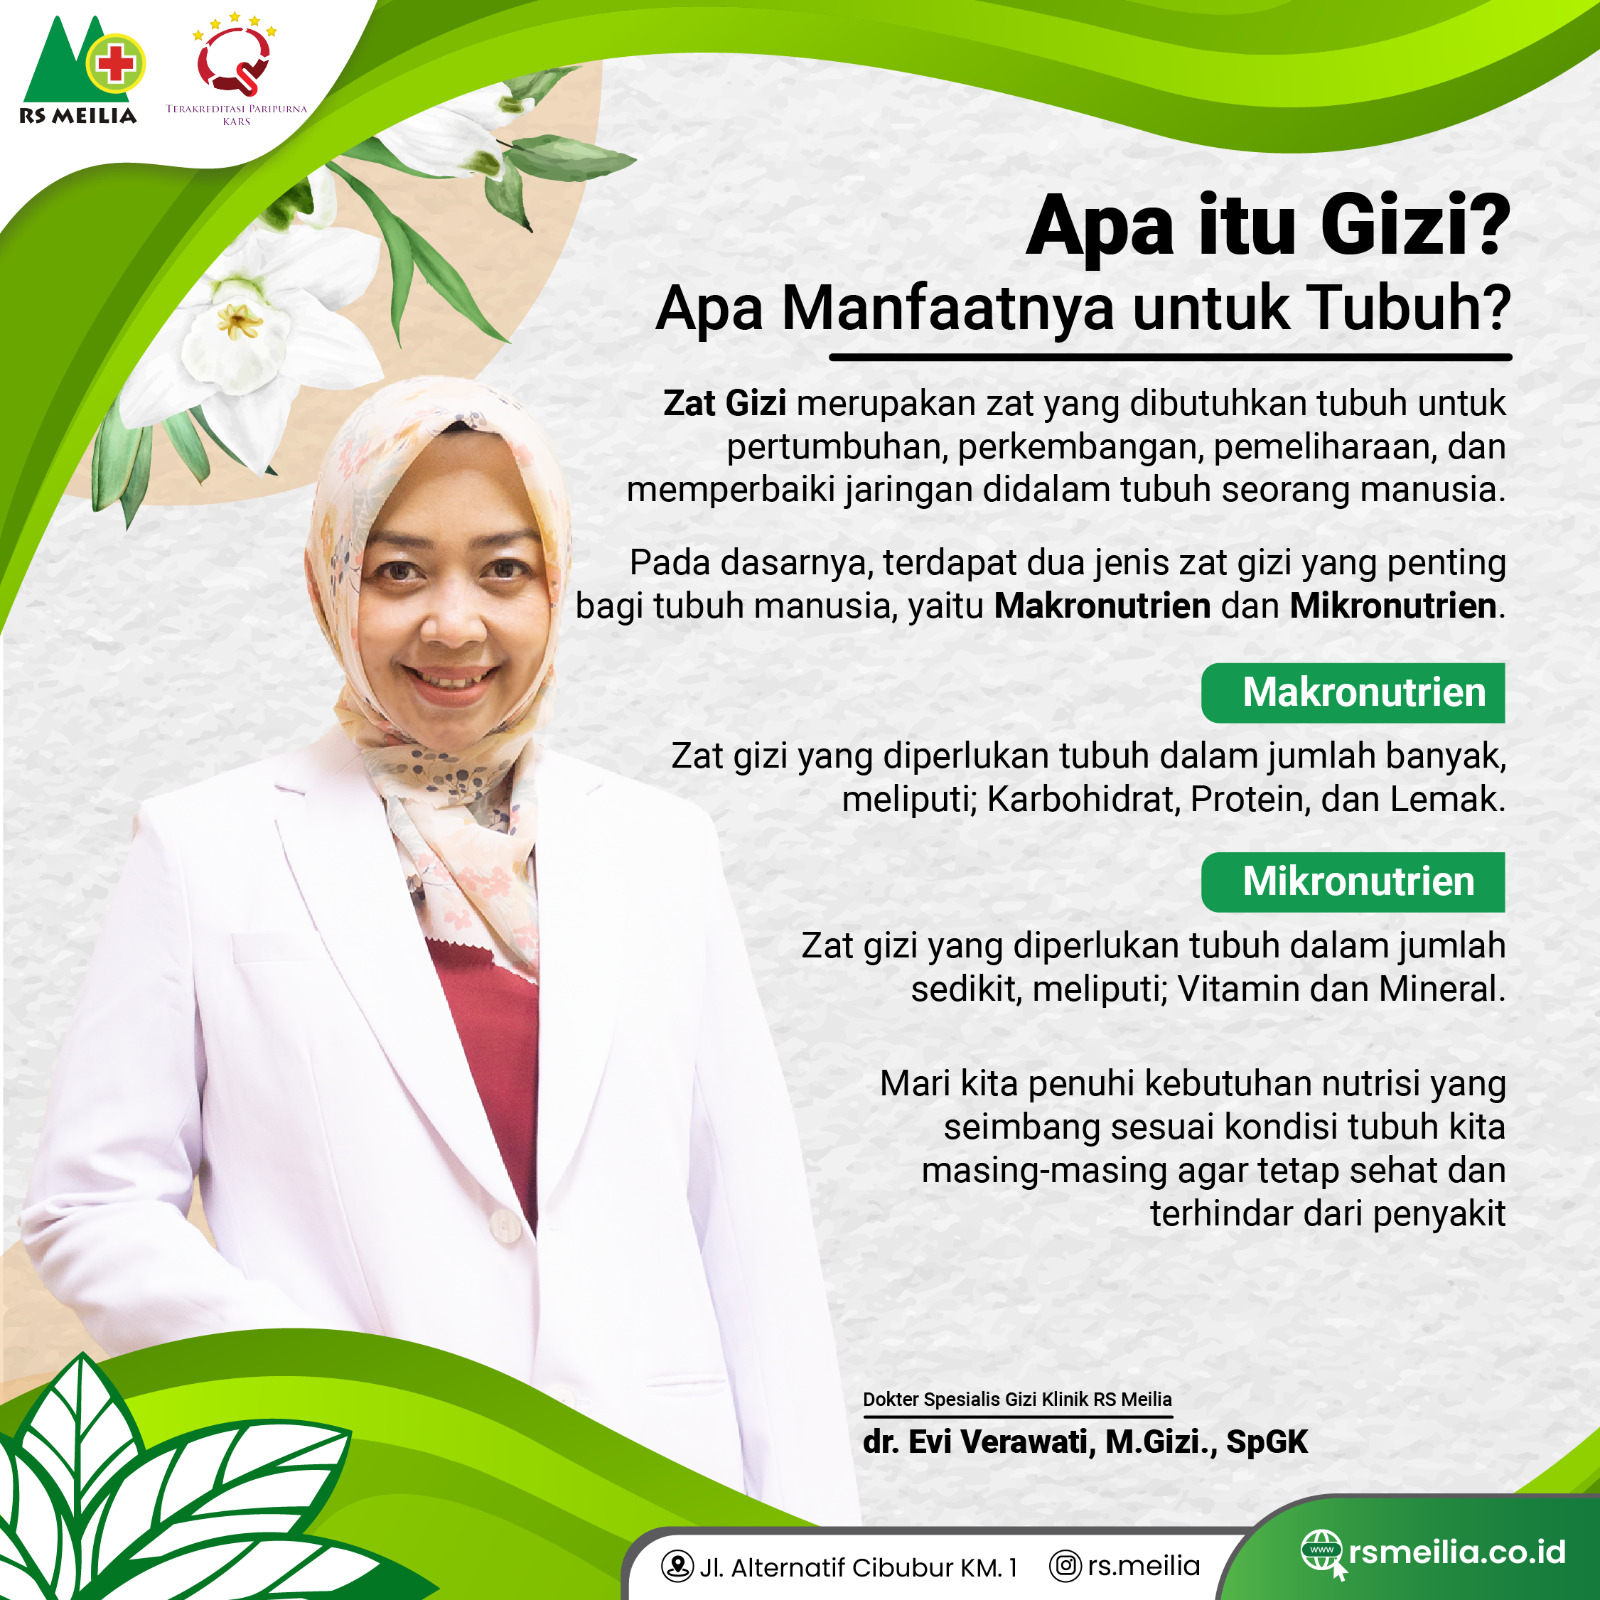 RS MEILIA
TERAKREDITASI PARIPURNA
KARS
Apa itu Gizi?
Apa Manfaatnya untuk Tubuh?
Zat Gizi merupakan zat yang dibutuhkan tubuh untuk
pertumbuhan, perkembangan, pemeliharaan, dan
memperbaiki jaringan didalam tubuh seorang manusia.
Pada dasarnya, terdapat dua jenis zat gizi yang penting
bagi tubuh manusia, yaitu Makronutrien dan Mikronutrien.
Makronutrien
Zat gizi yang diperlukan tubuh dalam jumlah banyak,
meliputi; Karbohidrat, Protein, dan Lemak.
Mikronutrien
Zat gizi yang diperlukan tubuh dalam jumlah
sedikit, meliputi; Vitamin dan Mineral.
Mari kita penuhi kebutuhan nutrisi yang
seimbang sesuai kondisi tubuh kita
masing-masing agar tetap sehat dan
terhindar dari penyakit
Dokter Spesialis Gizi Klinik RS Meilia
dr. Evi Verawati, M.Gizi., SpGK
Jl. Alternatif Cibubur KM. 1
rs.meilia
www
rsmeilia.co.id